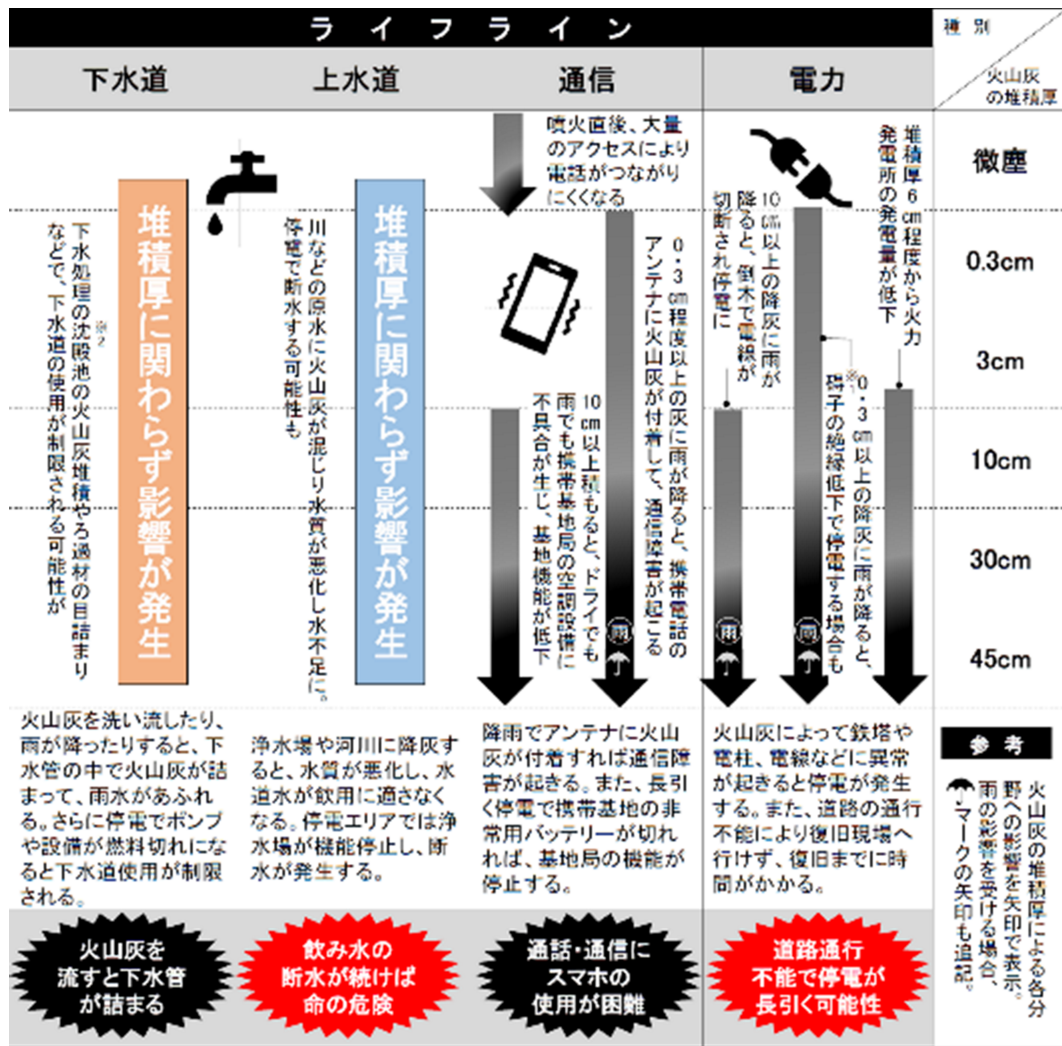 ライフライン
種別
火山灰
の堆積厚
電力
通信
上水道
下水道
微塵
0.3cm
3cm
10cm
30cm
45cm
堆積厚6cm程度から火力
発電所の発電量が低下
※
0.3cm以上の降灰に雨が降ると、
碍子の絶縁低下で停電する場合も
10cm以上の降灰に雨が
降ると、倒木で電線が
切断され停電に
雨
雨
噴火直後、大量
のアクセスにより
電話がつながり
にくくなる
0.3cm程度以上の灰に雨が降ると、携帯電話の
アンテナに火山灰が付着して、通信障害が起こる
雨
10cm以上積もると、ドライでも
雨でも携帯基地局の空調設備に
不具合が生じ、基地機能が低下
堆積厚に関わらず影響が発生
川などの原水に火山灰が混じり水質が悪化し水不足に。
停電で断水する可能性も
堆積厚に関わらず影響が発生
※2
下水処理の沈殿池の火山灰堆積やろ過材の目詰まり
などで、下水道の使用が制限される可能性が
火山灰によって鉄塔や
電柱、電線などに異常
が起きると停電が発生
する。また、道路の通行
不能により復旧現場へ
行けず、復旧までに時
間がかかる。
降雨でアンテナに火山
灰が付着すれば通信障
害が起きる。また、長引
く停電で携帯基地の非
常用バッテリーが切れ
れば、基地局の機能が
停止する。
浄水場や河川に降灰す
ると、水質が悪化し、水
道水が飲用に適さなく
なる。停電エリアでは浄
水場が機能停止し、断
水が発生する。
火山灰を洗い流したり、
雨が降ったりすると、下
水管の中で火山灰が詰
まって、雨水があふれ
る。さらに停電でポンプ
や設備が燃料切れにな
ると下水道使用が制限
される。
道路通行
不能で停電が
長引く可能性
通話・通信に
スマホの
使用が困難
飲み水の
断水が続けば
命の危険
火山灰を
流すと下水管
が詰まる
参考
火山灰の堆積厚による各分
野への影響を矢印で表示。
雨の影響を受ける場合、
マークの矢印も追記。